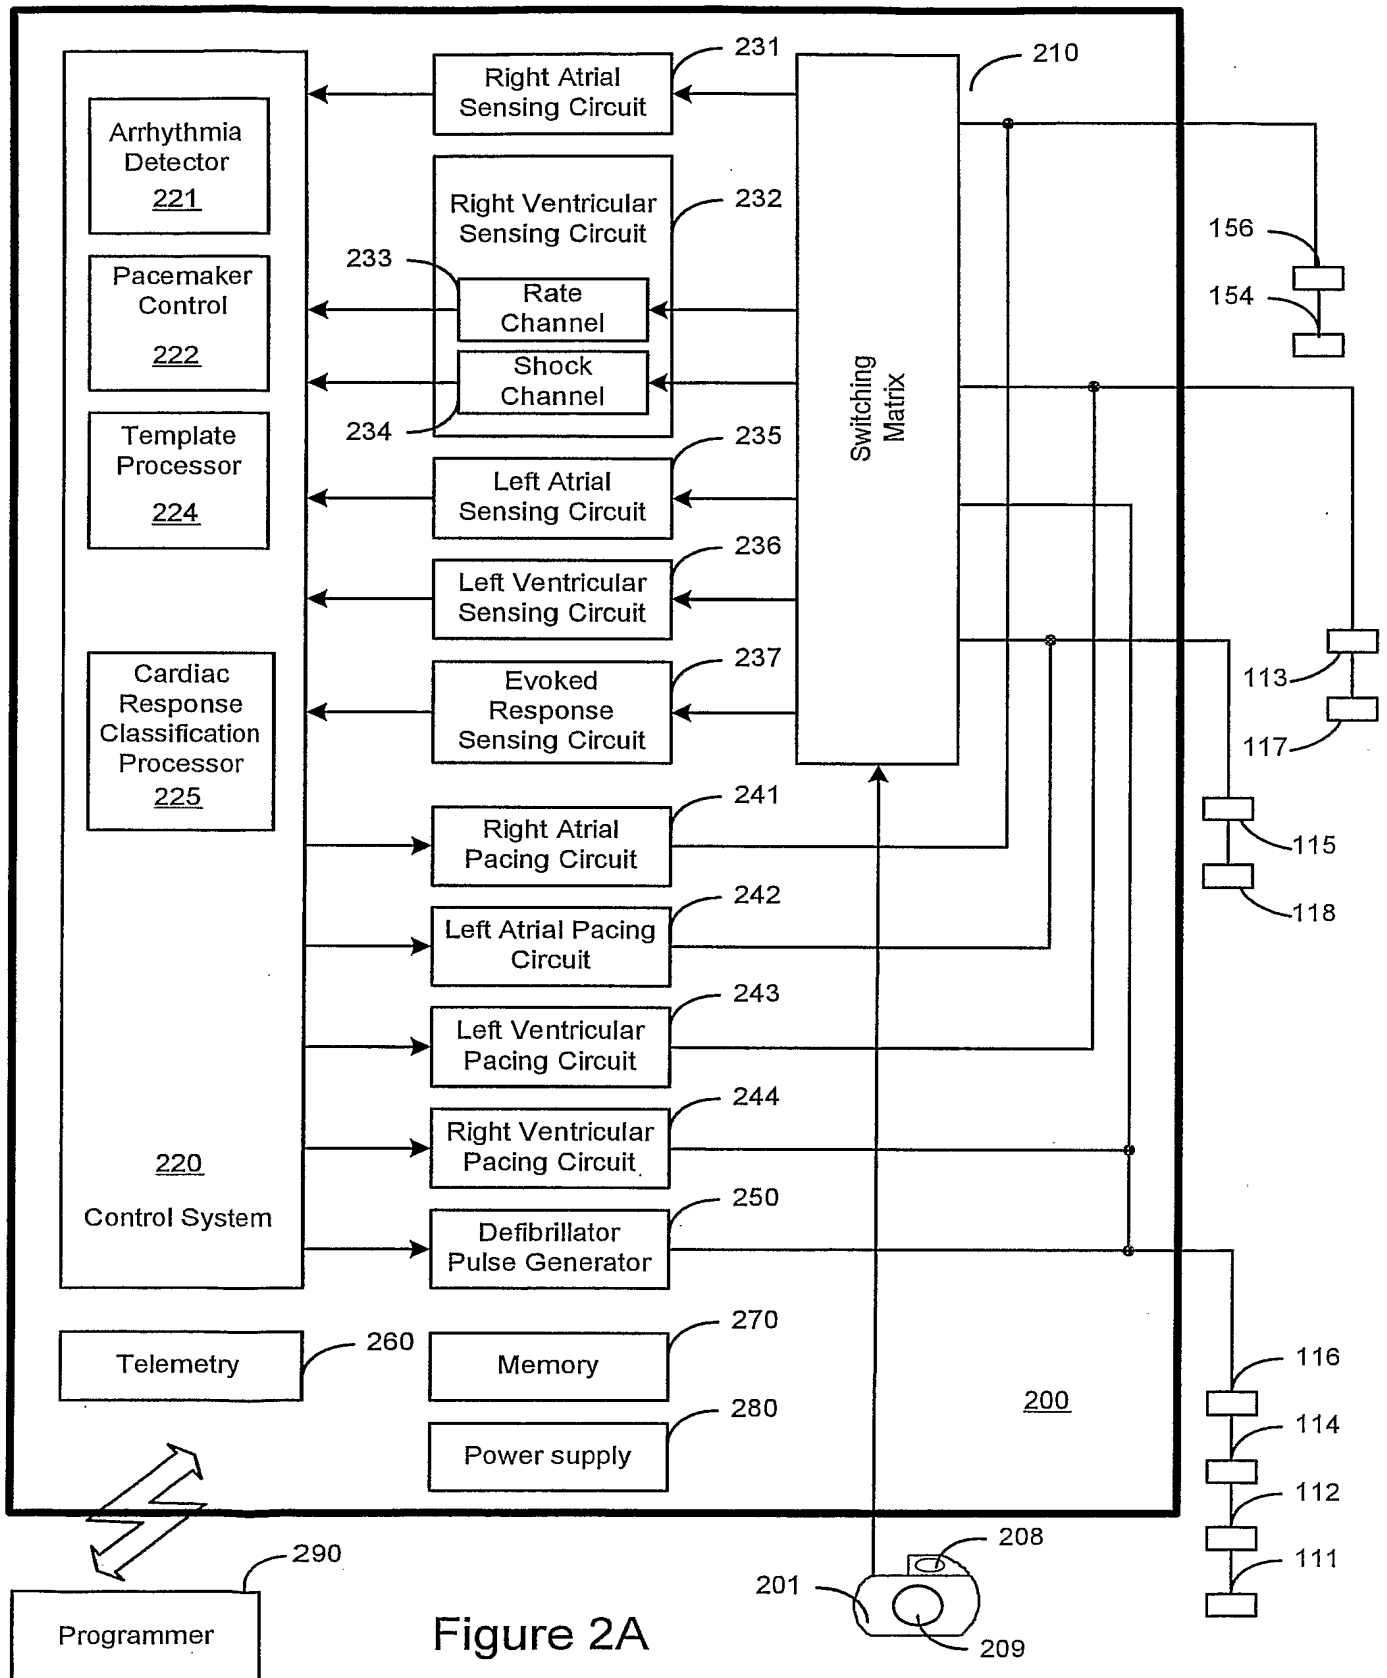 231
210
Right Atrial
Sensing Circuit
Arrhythmia
Detector
221
Right Ventricular
Sensing Circuit
232
156
233
154
Pacemaker
Control
222
Rate
Channel
Shock
Channel
Switching
Matrix
234
Template
Processor
224
235
Left Atrial
Sensing Circuit
236
Left Ventricular
Sensing Circuit
237
Cardiac
Response
Classification
Processor
225
Evoked
Response
Sensing Circuit
113
117
241
Right Atrial
Pacing Circuit
115
118
242
Left Atrial Pacing
Circuit
243
Left Ventricular
Pacing Circuit
244
Right Ventricular
Pacing Circuit
220
Control System
250
Defibrillator
Pulse Generator
260
Telemetry
270
Memory
116
200
280
Power supply
114
112
111
208
290
201
209
Programmer
Figure 2A